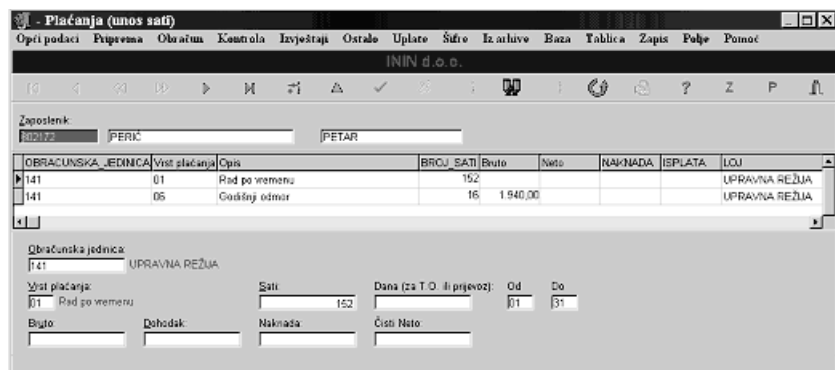 - Plaćanja (unos sati)
Opći podaci Priprema Obračun Kontrola Izvještaji Ostalo Uplate Šifre Iz arhive Baza Tablica Zapis Polje Pomoć
ININ d.o.o.
? Z P
Zaposlenik:
802172 PERIĆ PETAR
OBRACUNSKA_JEDINICA Vrst plaćanja Opis BROJ_SATI Bruto Neto NAKNADA ISPLATA LOJ
141 01 Rad po vremenu 152 UPRAVNA REŽIJA
141 06 Godišnji odmor 16 1.940,00 UPRAVNA REŽIJA
Obračunska jedinica:
141 UPRAVNA REŽIJA
Vrst plaćanja: Sati: Dana (za T.O. ili prijevoz): Od Do
01 Rad po vremenu 152 01 31
Bruto: Dohodak: Naknada: Čisti Neto: